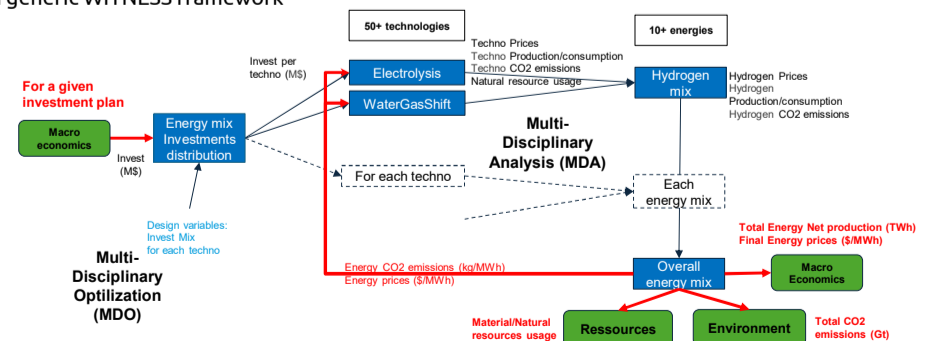 generic WITNESS framework
50+ technologies
10+ energies
Techno Prices
Techno Production/consumption
Techno CO2 emissions
Natural resource usage
Invest per
techno (M$)
Electrolysis
WaterGasShift
Hydrogen
mix
Hydrogen Prices
Hydrogen
Production/consumption
Hydrogen CO2 emissions
For a given
investment plan
Macro
economics
Invest
(M$)
Energy mix
Investments
distribution
Multi-
Disciplinary
Analysis (MDA)
For each techno
Each
energy mix
Design variables:
Invest Mix
for each techno
Multi-
Disciplinary
Optilization
(MDO)
Total Energy Net production (TWh)
Final Energy prices ($/MWh)
Energy CO2 emissions (kg/MWh)
Energy prices ($/MWh)
Overall
energy mix
Macro
Economics
Material/Natural
resources usage
Ressources
Environment
Total CO2
emissions (Gt)